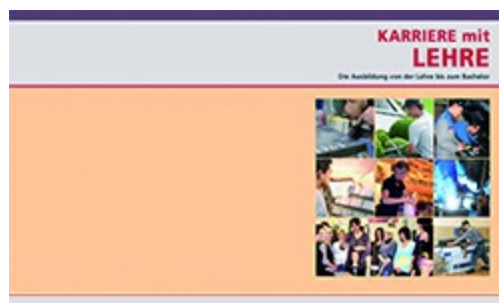 KARRIERE mit
LEHRE
Die Ausbildung von der Lehre bis zum Bachelor